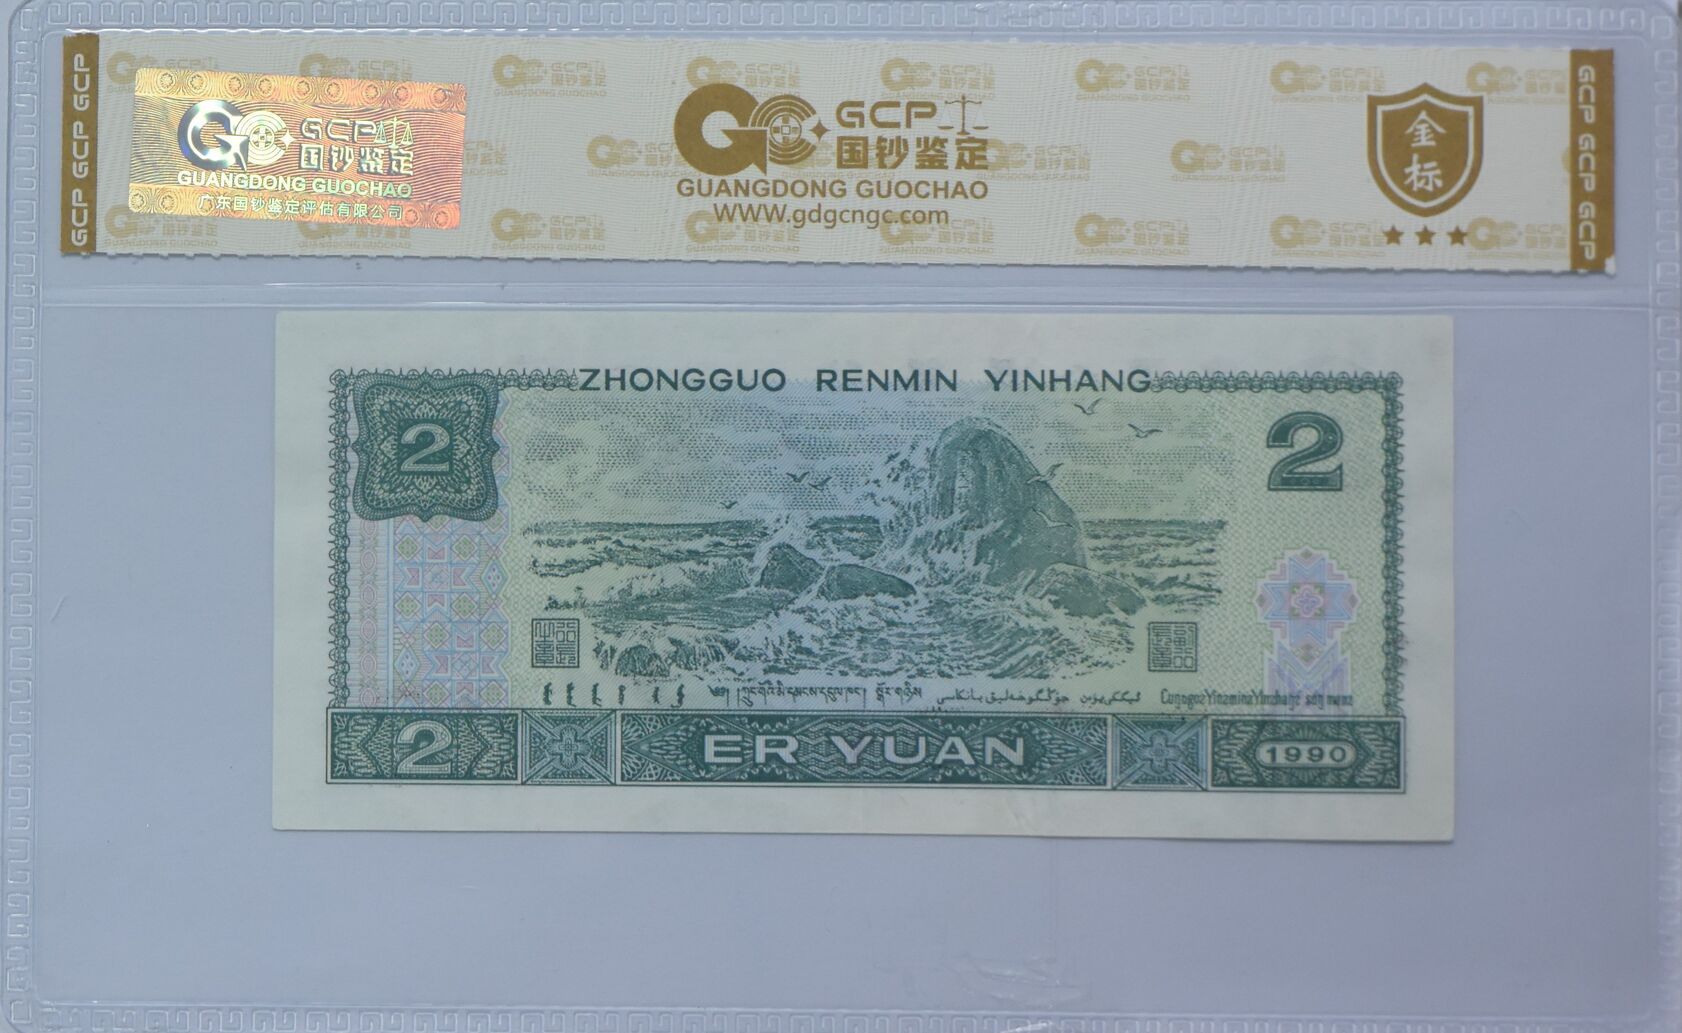 GCP GCP GCP
GCP
国钞鉴定
GUANGDONG GUOCHAO
广东国钞鉴定评估有限公司
GCP
国钞鉴定
GUANGDONG GUOCHAO
WWW.gdgcngc.com
金标
GCP GCP GCP
ZHONGGUO RENMIN YINHANG
2
2
2
ER YUAN
1990